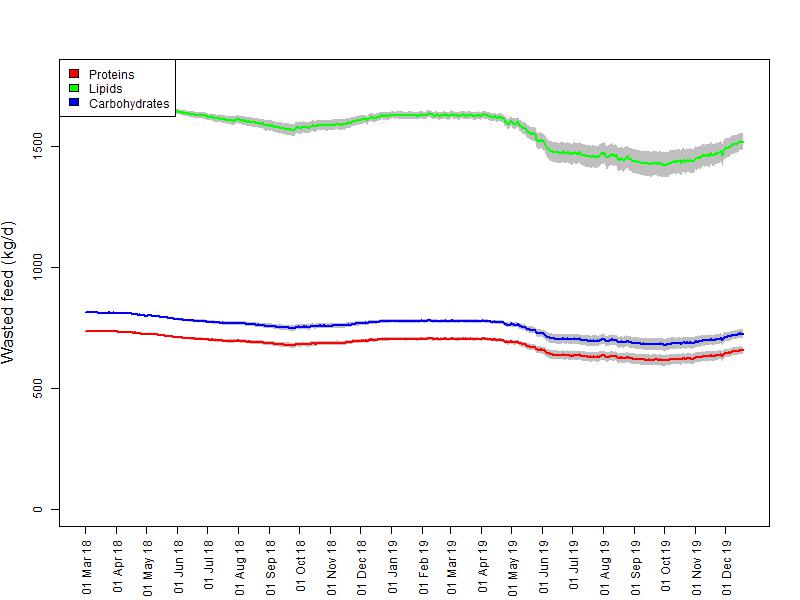 Proteins
Lipids
Carbohydrates
Wasted feed (kg/d)
1500
1000
500
0
01 Mar 18
01 Apr 18
01 May 18
01 Jun 18
01 Jul 18
01 Aug 18
01 Sep 18
01 Oct 18
01 Nov 18
01 Dec 18
01 Jan 19
01 Feb 19
01 Mar 19
01 Apr 19
01 May 19
01 Jun 19
01 Jul 19
01 Aug 19
01 Sep 19
01 Oct 19
01 Nov 19
01 Dec 19